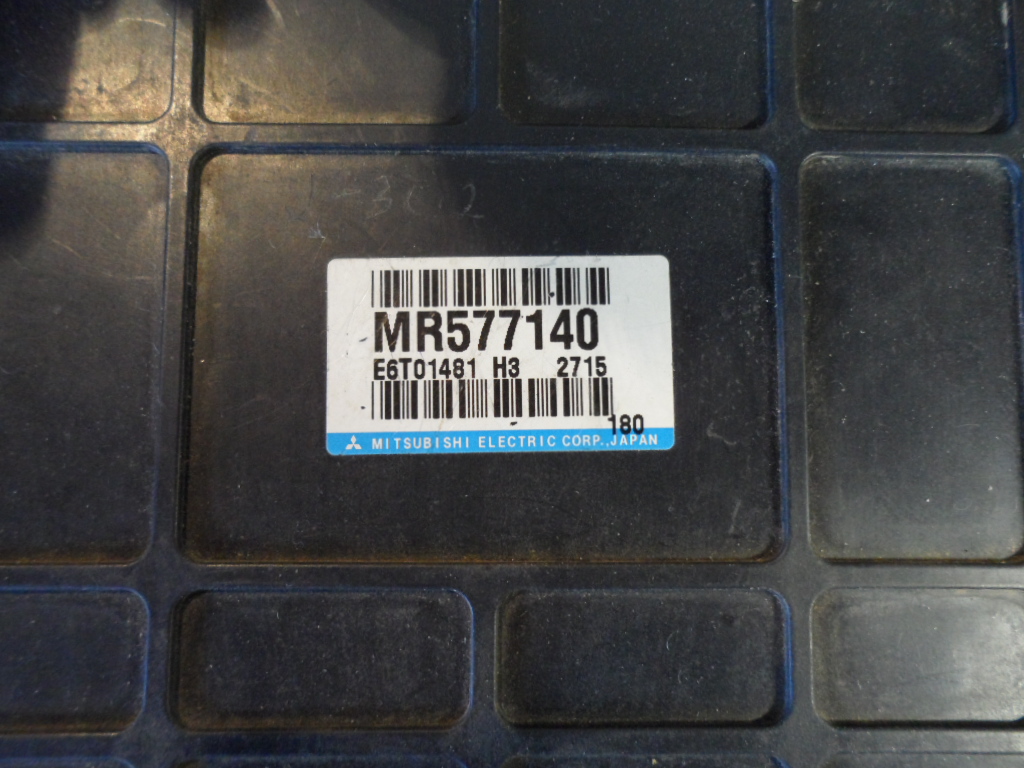 MR577140
E6T01481 H3 2715
180
MITSUBISHI ELECTRIC CORP.,JAPAN